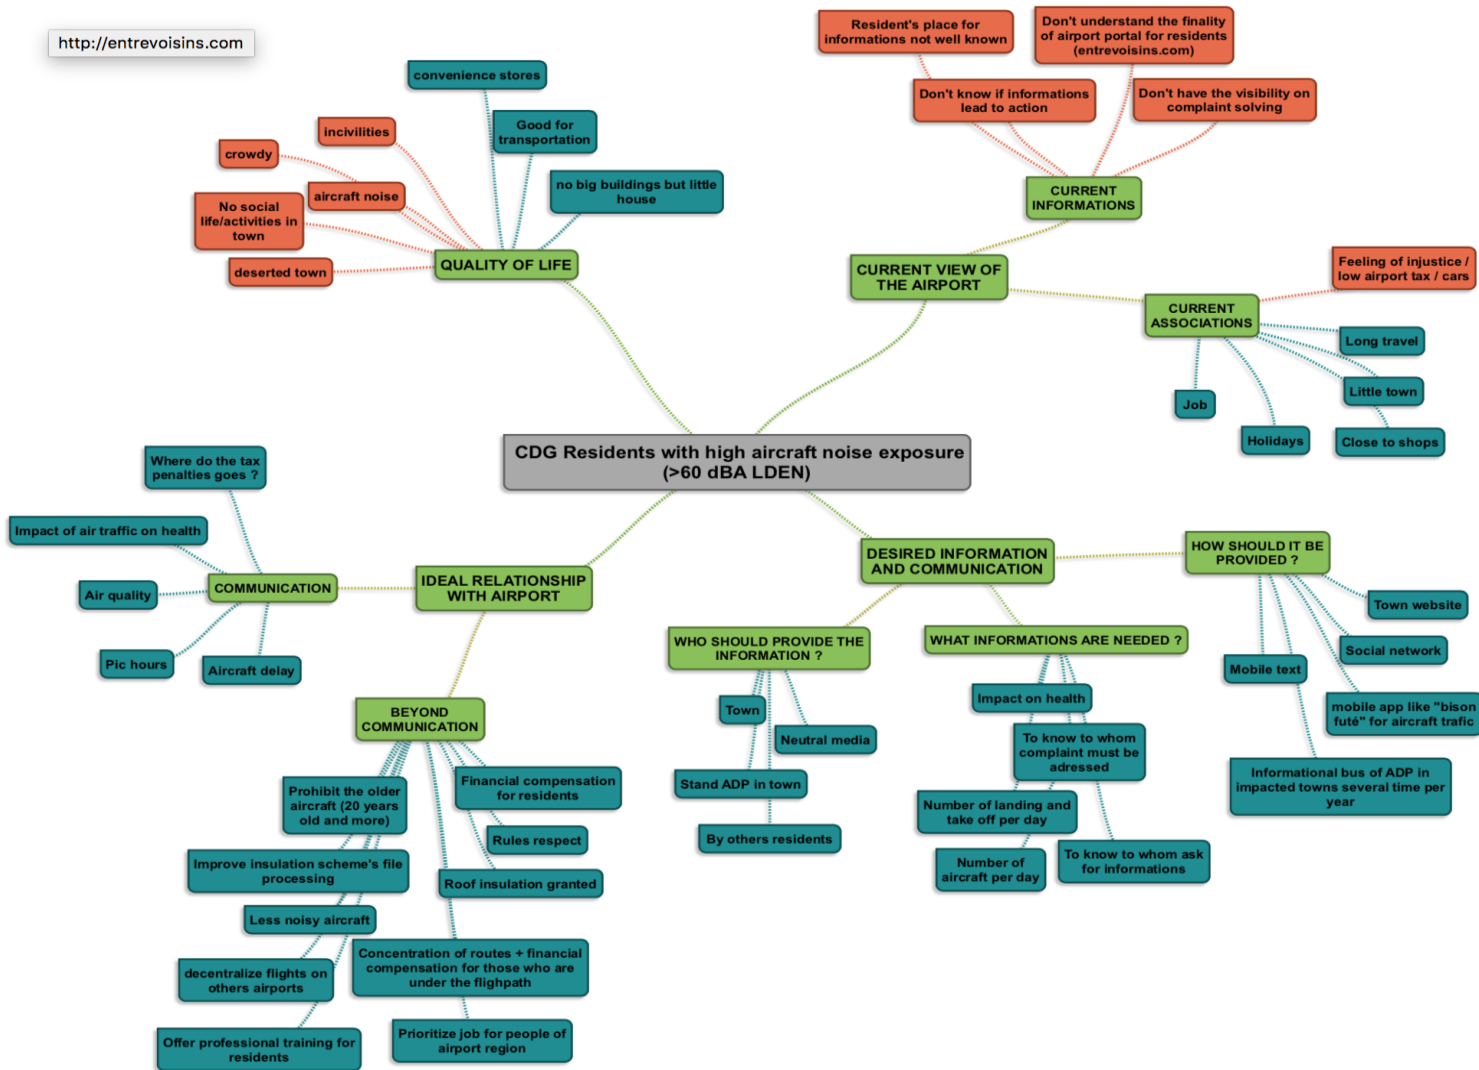 http://entrevoisins.com
convenience stores
Good for
transportation
no big buildings but little
house
incivilities
crowdy
aircraft noise
No social
life/activities in
town
deserted town
QUALITY OF LIFE
Resident's place for
informations not well known
Don't understand the finality
of airport portal for residents
(entrevoisins.com)
Don't know if informations
lead to action
Don't have the visibility on
complaint solving
CURRENT
INFORMATIONS
CURRENT VIEW OF
THE AIRPORT
Feeling of injustice /
low airport tax / cars
CURRENT
ASSOCIATIONS
Long travel
Little town
Close to shops
Holidays
Job
CDG Residents with high aircraft noise exposure
(>60 dBA LDEN)
Where do the tax
penalties goes ?
Impact of air traffic on health
Air quality
Pic hours
Aircraft delay
COMMUNICATION
IDEAL RELATIONSHIP
WITH AIRPORT
BEYOND
COMMUNICATION
Prohibit the older
aircraft (20 years
old and more)
Financial compensation
for residents
Rules respect
Improve insulation scheme's file
processing
Roof insulation granted
Less noisy aircraft
Concentration of routes + financial
compensation for those who are
under the flighpath
decentralize flights on
others airports
Offer professional training for
residents
Prioritize job for people of
airport region
DESIRED INFORMATION
AND COMMUNICATION
WHO SHOULD PROVIDE THE
INFORMATION ?
Town
Neutral media
Stand ADP in town
By others residents
WHAT INFORMATIONS ARE NEEDED ?
Impact on health
To know to whom
complaint must be
adressed
Number of landing and
take off per day
Number of
aircraft per day
To know to whom ask
for informations
HOW SHOULD IT BE
PROVIDED ?
Town website
Social network
Mobile text
mobile app like "bison
futé" for aircraft trafic
Informational bus of ADP in
impacted towns several time per
year